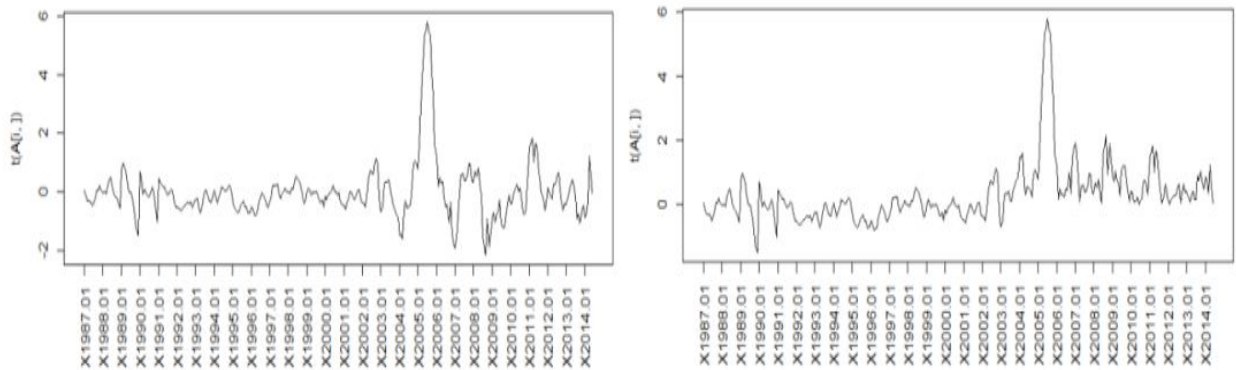 t(A[i, ])
6
4
2
0
-2
X1987.01
X1988.01
X1989.01
X1990.01
X1991.01
X1992.01
X1993.01
X1994.01
X1995.01
X1996.01
X1997.01
X1998.01
X1999.01
X2000.01
X2001.01
X2002.01
X2003.01
X2004.01
X2005.01
X2006.01
X2007.01
X2008.01
X2009.01
X2010.01
X2011.01
X2012.01
X2013.01
X2014.01
t(A[i, ])
6
4
2
0
X1987.01
X1988.01
X1989.01
X1990.01
X1991.01
X1992.01
X1993.01
X1994.01
X1995.01
X1996.01
X1997.01
X1998.01
X1999.01
X2000.01
X2001.01
X2002.01
X2003.01
X2004.01
X2005.01
X2006.01
X2007.01
X2008.01
X2009.01
X2010.01
X2011.01
X2012.01
X2013.01
X2014.01